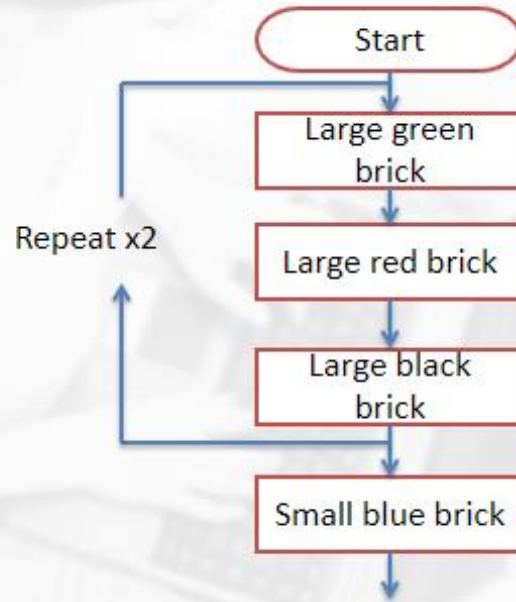 Start
Large green
brick
Repeat x2
Large red brick
Large black
brick
Small blue brick